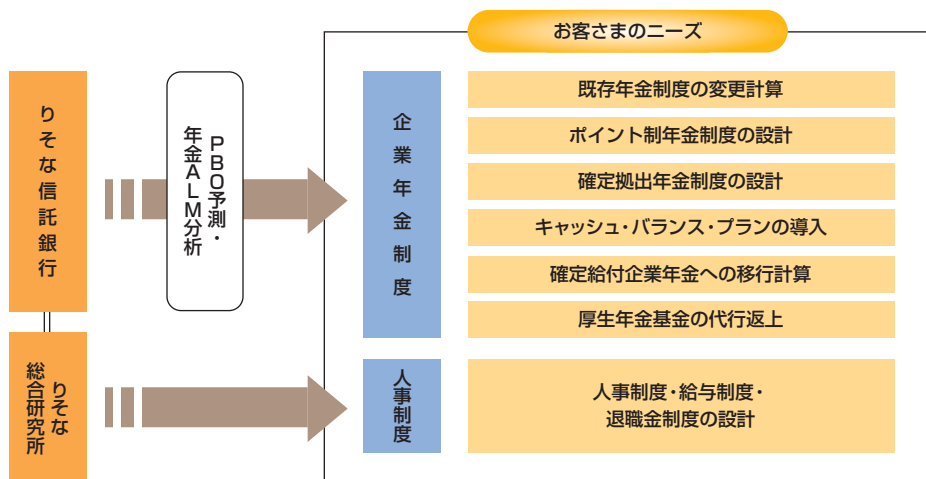 お客さまのニーズ
りそな信託銀行
PBO予測・
年金ALM分析
企業年金制度
既存年金制度の変更計算
ポイント制年金制度の設計
確定拠出年金制度の設計
キャッシュ・バランス・プランの導入
確定給付企業年金への移行計算
厚生年金基金の代行返上
りそな
総合研究所
人事制度
人事制度・給与制度・
退職金制度の設計